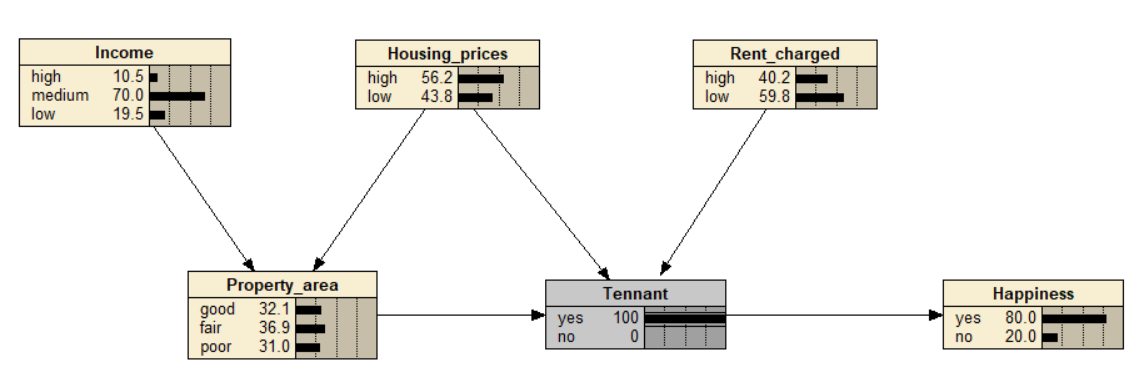 Income
high 10.5
medium 70.0
low 19.5
Housing_prices
high 56.2
low 43.8
Rent_charged
high 40.2
low 59.8
Property_area
good 32.1
fair 36.9
poor 31.0
Tennant
yes 100
no 0
Happiness
yes 80.0
no 20.0